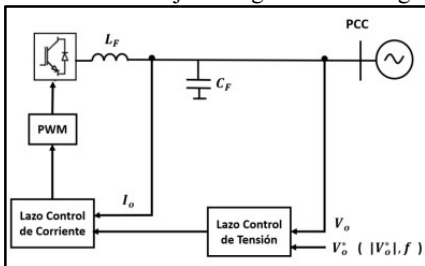 L_F
PCC
C_F
PWM
I_o
Lazo Control
de Corriente
Lazo Control
de Tensión
V_o
V_o^* ( |V_o^*|, f )